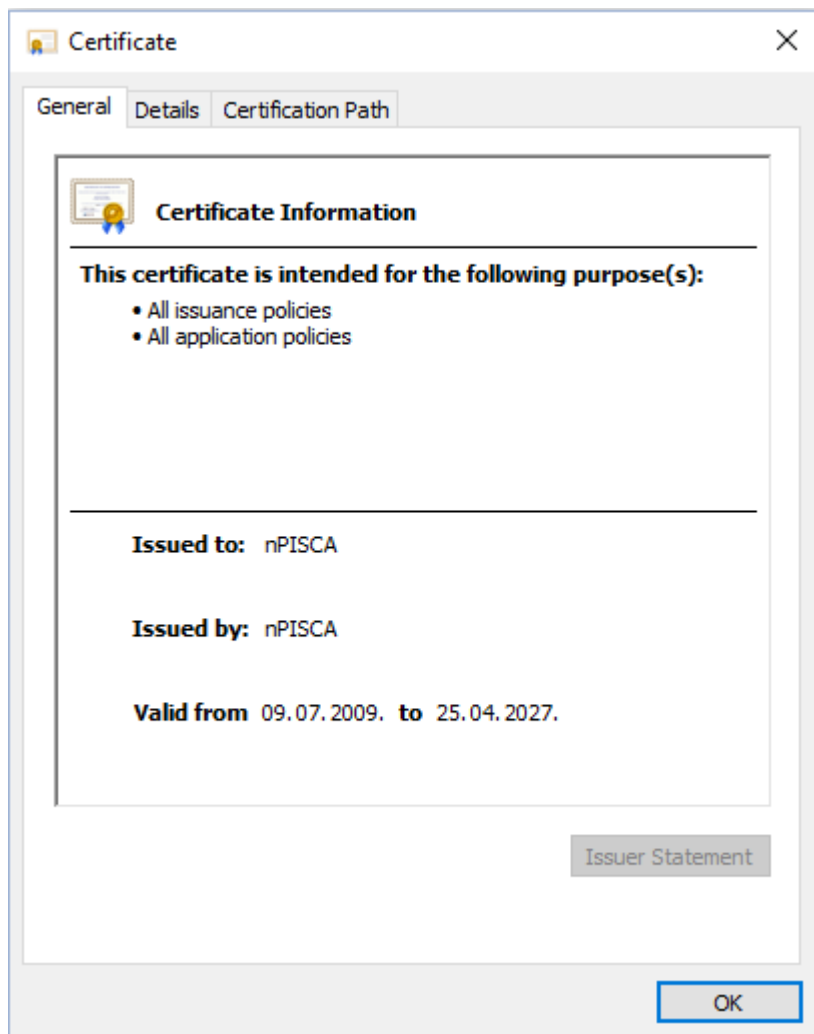 Certificate
General Details Certification Path
Certificate Information
This certificate is intended for the following purpose(s):
• All issuance policies
• All application policies
Issued to: nPISCA
Issued by: nPISCA
Valid from 09.07.2009. to 25.04.2027.
Issuer Statement
OK